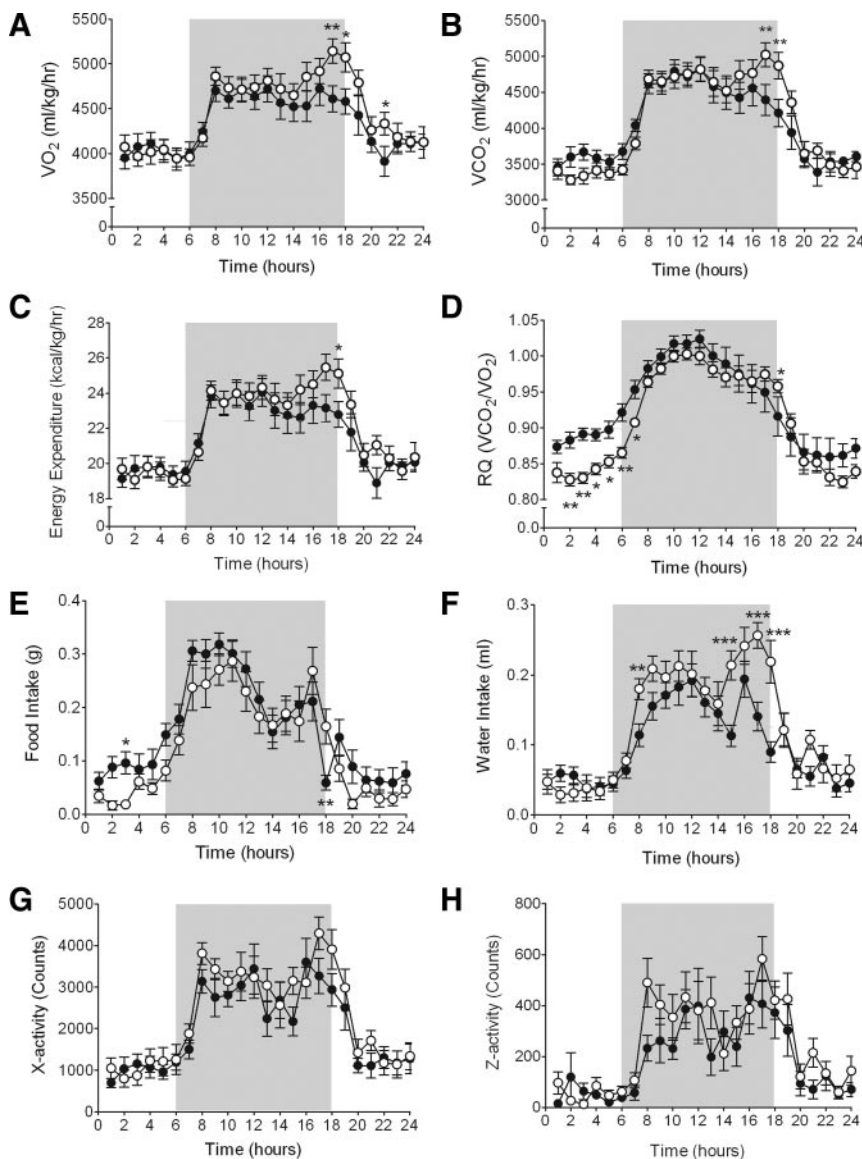 A
B
VO2 (ml/kg/hr)
5500
5000
4500
4000
3500
0
** * *
0 2 4 6 8 10 12 14 16 18 20 22 24
Time (hours)
VCO2 (ml/kg/hr)
5500
5000
4500
4000
3500
3000
0
** **
0 2 4 6 8 10 12 14 16 18 20 22 24
Time (hours)
C
D
Energy Expenditure (kcal/kg/hr)
28
26
24
22
20
18
0
*
0 2 4 6 8 10 12 14 16 18 20 22 24
Time (hours)
RQ (VCO2/VO2)
1.05
1.00
0.95
0.90
0.85
0.80
0.0
** ** * * ** * *
0 2 4 6 8 10 12 14 16 18 20 22 24
Time (hours)
E
F
Food Intake (g)
0.4
0.3
0.2
0.1
0.0
* **
0 2 4 6 8 10 12 14 16 18 20 22 24
Time (hours)
Water Intake (ml)
0.3
0.2
0.1
0.0
** *** *** ***
0 2 4 6 8 10 12 14 16 18 20 22 24
Time (hours)
G
H
X-activity (Counts)
5000
4000
3000
2000
1000
0
0 2 4 6 8 10 12 14 16 18 20 22 24
Time (hours)
Z-activity (Counts)
800
600
400
200
0
0 2 4 6 8 10 12 14 16 18 20 22 24
Time (hours)